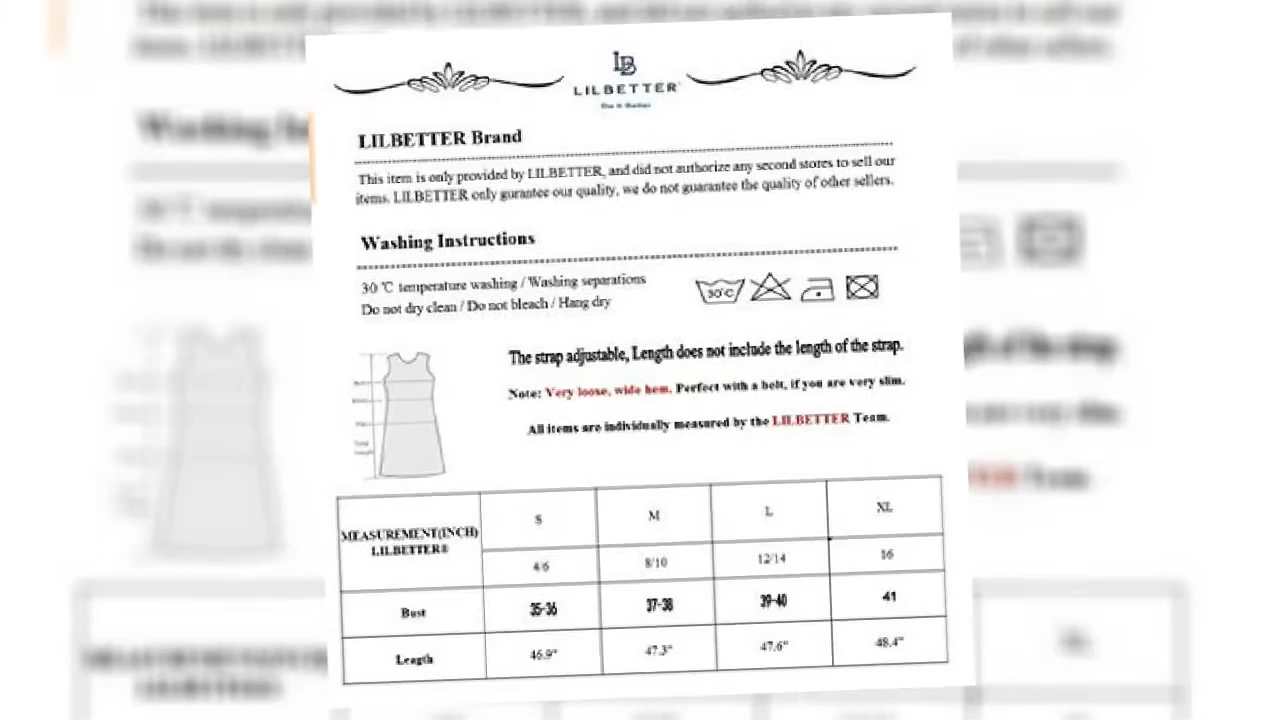 LB
LILBETTER
LILBETTER Brand
This item is only provided by LILBETTER, and did not authorize any second stores to sell our
items. LILBETTER only gurantee our quality, we do not guarantee the quality of other sellers.
Washing Instructions
30 ℃ temperature washing / Washing separations
Do not dry clean / Do not bleach / Hang dry
30°C
The strap adjustable, Length does not include the length of the strap.
Note: Very loose, wide hem. Perfect with a belt, if you are very slim.
All items are individually measured by the LILBETTER Team.
MEASUREMENT(INCH)
LILBETTER®
S M L XL
4/6 8/10 12/14 16
Bust 35-36 37-38 39-40 41
Length 46.9" 47.3" 47.6" 48.4"